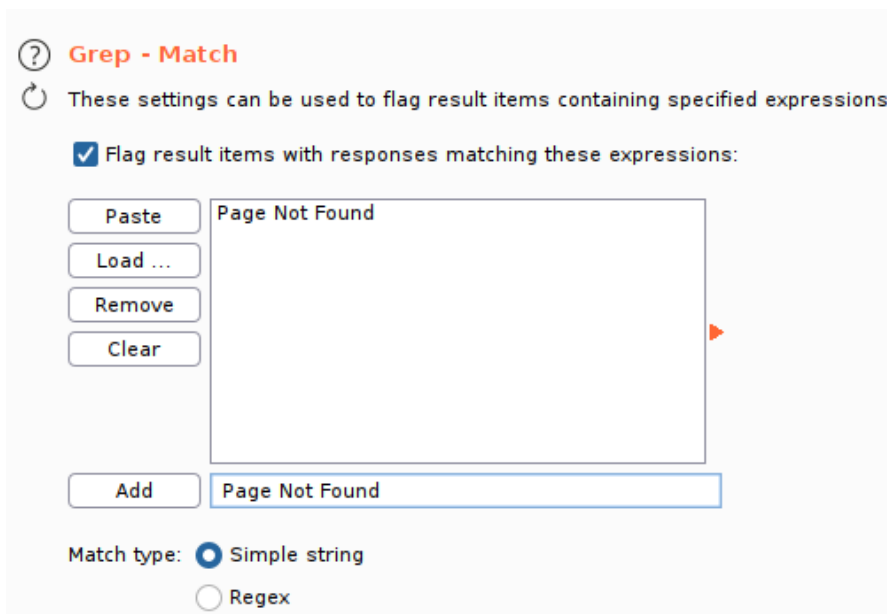 Grep - Match
These settings can be used to flag result items containing specified expressions
Flag result items with responses matching these expressions:
Paste
Page Not Found
Load ...
Remove
Clear
Add
Page Not Found
Match type:
Simple string
Regex